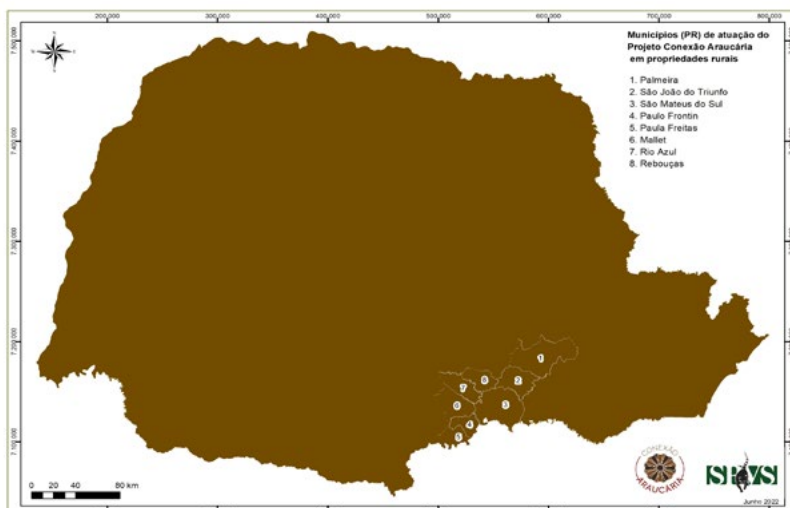 200,000 300,000 400,000 500,000 600,000 700,000 800,000
7.500,000
7.400,000
7.300,000
7.200,000
7.100,000
Municípios (PR) de atuação do
Projeto Conexão Araucária
em propriedades rurais
1. Palmeira
2. São João do Triunfo
3. São Mateus do Sul
4. Paulo Frontin
5. Paula Freitas
6. Mallet
7. Rio Azul
8. Rebouças
1
8
2
7
6
3
4
5
0 20 40 80 km
CONEXÃO
ARAUCÁRIA
SPVS
Junho 2022